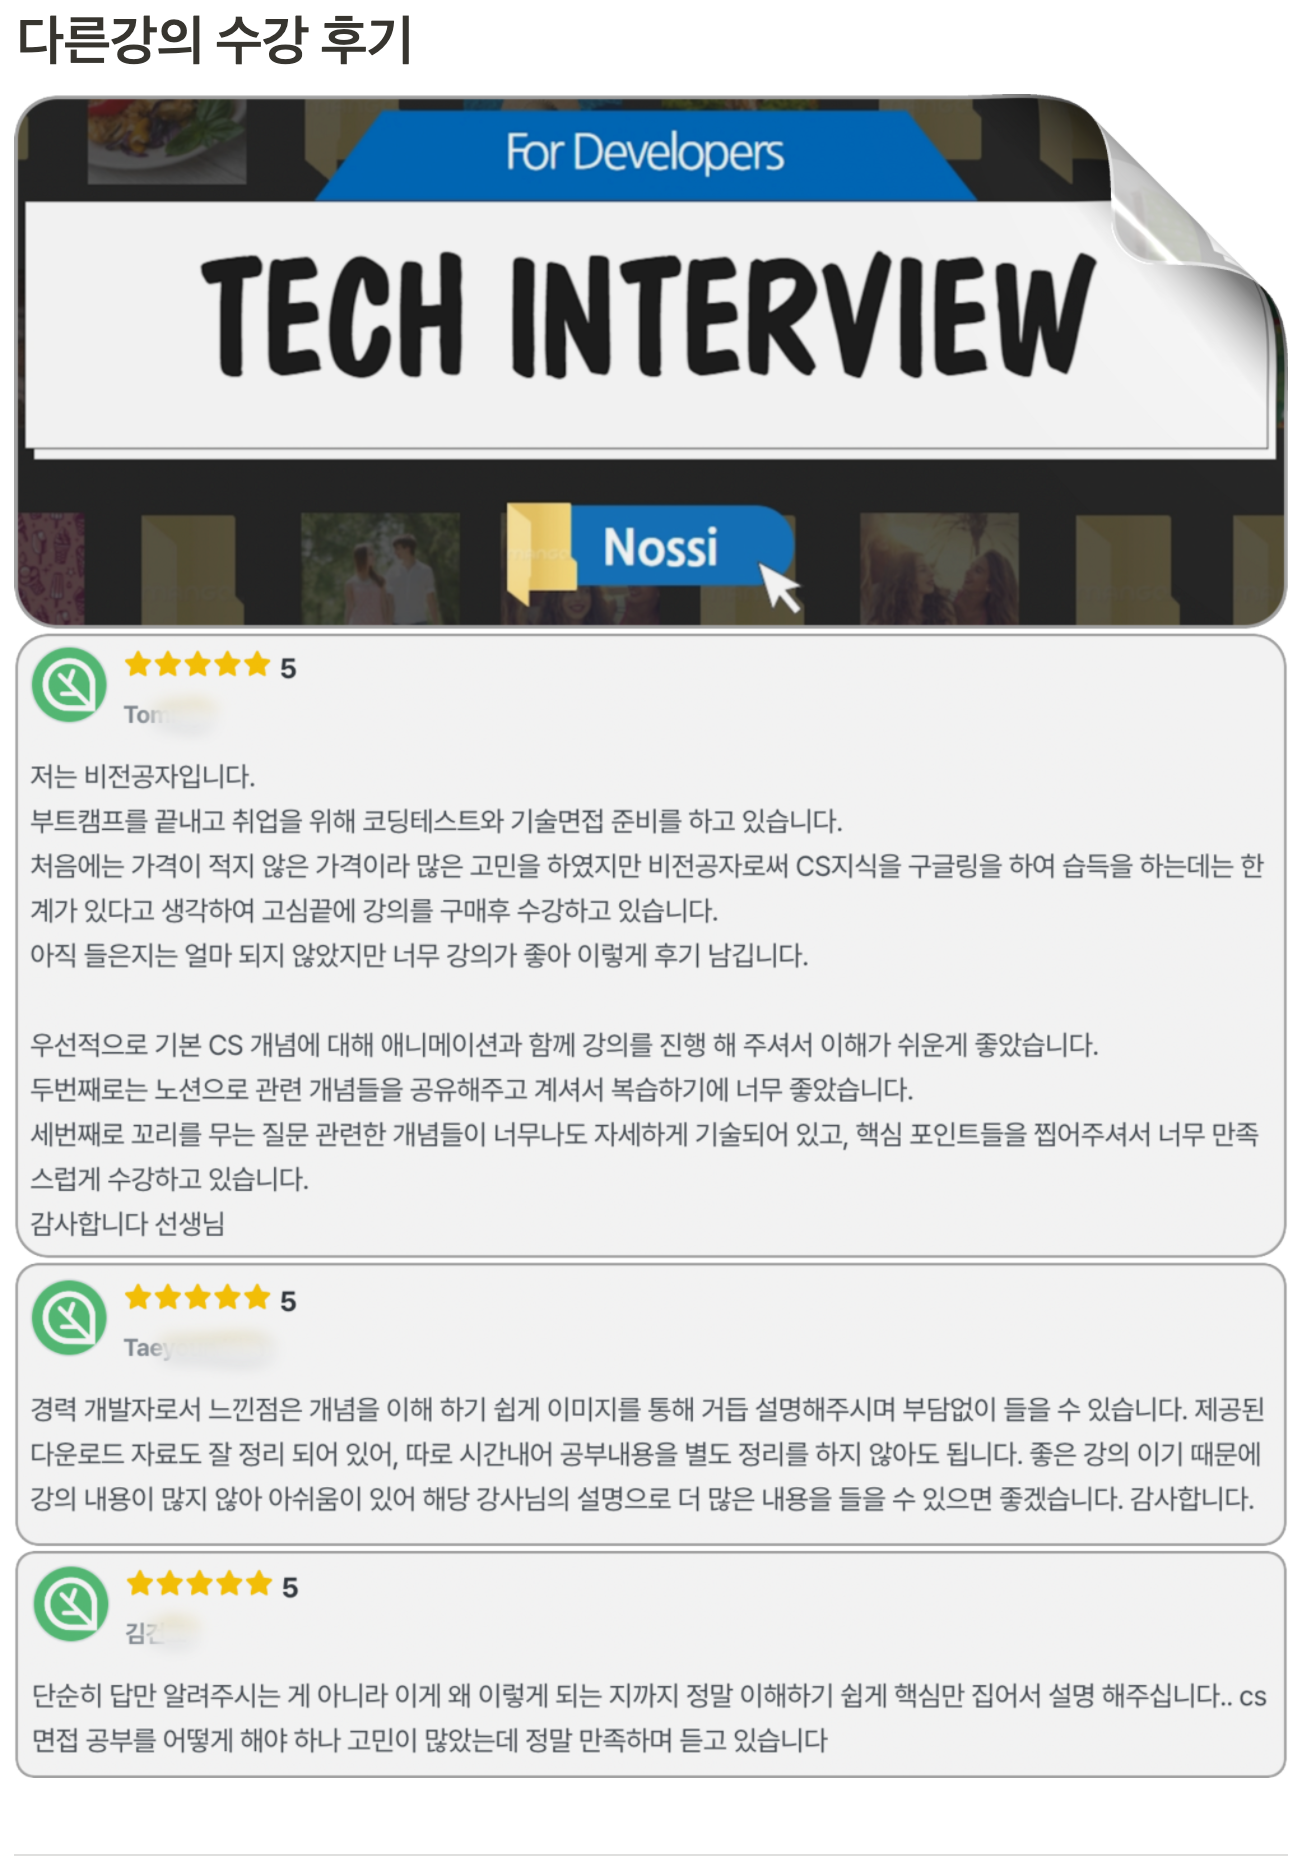 다른강의 수강 후기
For Developers
TECH INTERVIEW
Nossi
5
저는 비전공자입니다.
부트캠프를 끝내고 취업을 위해 코딩테스트와 기술면접 준비를 하고 있습니다.
처음에는 가격이 적지 않은 가격이라 많은 고민을 하였지만 비전공자로써 CS지식을 구글링을 하여 습득을 하는데는 한
계가 있다고 생각하여 고심끝에 강의를 구매후 수강하고 있습니다.
아직 들은지는 얼마 되지 않았지만 너무 강의가 좋아 이렇게 후기 남깁니다.
우선적으로 기본 CS 개념에 대해 애니메이션과 함께 강의를 진행 해 주셔서 이해가 쉬운게 좋았습니다.
두번째로는 노션으로 관련 개념들을 공유해주고 계셔서 복습하기에 너무 좋았습니다.
세번째로 꼬리를 무는 질문 관련한 개념들이 너무나도 자세하게 기술되어 있고, 핵심 포인트들을 찝어주셔서 너무 만족
스럽게 수강하고 있습니다.
감사합니다 선생님
5
경력 개발자로서 느낀점은 개념을 이해 하기 쉽게 이미지를 통해 거듭 설명해주시며 부담없이 들을 수 있습니다. 제공된
다운로드 자료도 잘 정리 되어 있어, 따로 시간내어 공부내용을 별도 정리를 하지 않아도 됩니다. 좋은 강의 이기 때문에
강의 내용이 많지 않아 아쉬움이 있어 해당 강사님의 설명으로 더 많은 내용을 들을 수 있으면 좋겠습니다. 감사합니다.
5
단순히 답만 알려주시는 게 아니라 이게 왜 이렇게 되는 지까지 정말 이해하기 쉽게 핵심만 집어서 설명 해주십니다.. cs
면접 공부를 어떻게 해야 하나 고민이 많았는데 정말 만족하며 듣고 있습니다